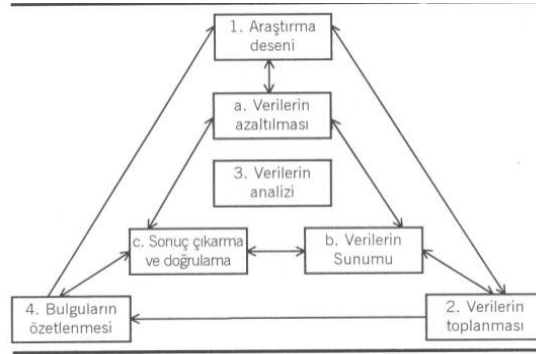 1. Araştırma
deseni
a. Verilerin
azaltılması
3. Verilerin
analizi
c. Sonuç çıkarma
ve doğrulama
b. Verilerin
Sunumu
4. Bulguların
özetlenmesi
2. Verilerin
toplanması